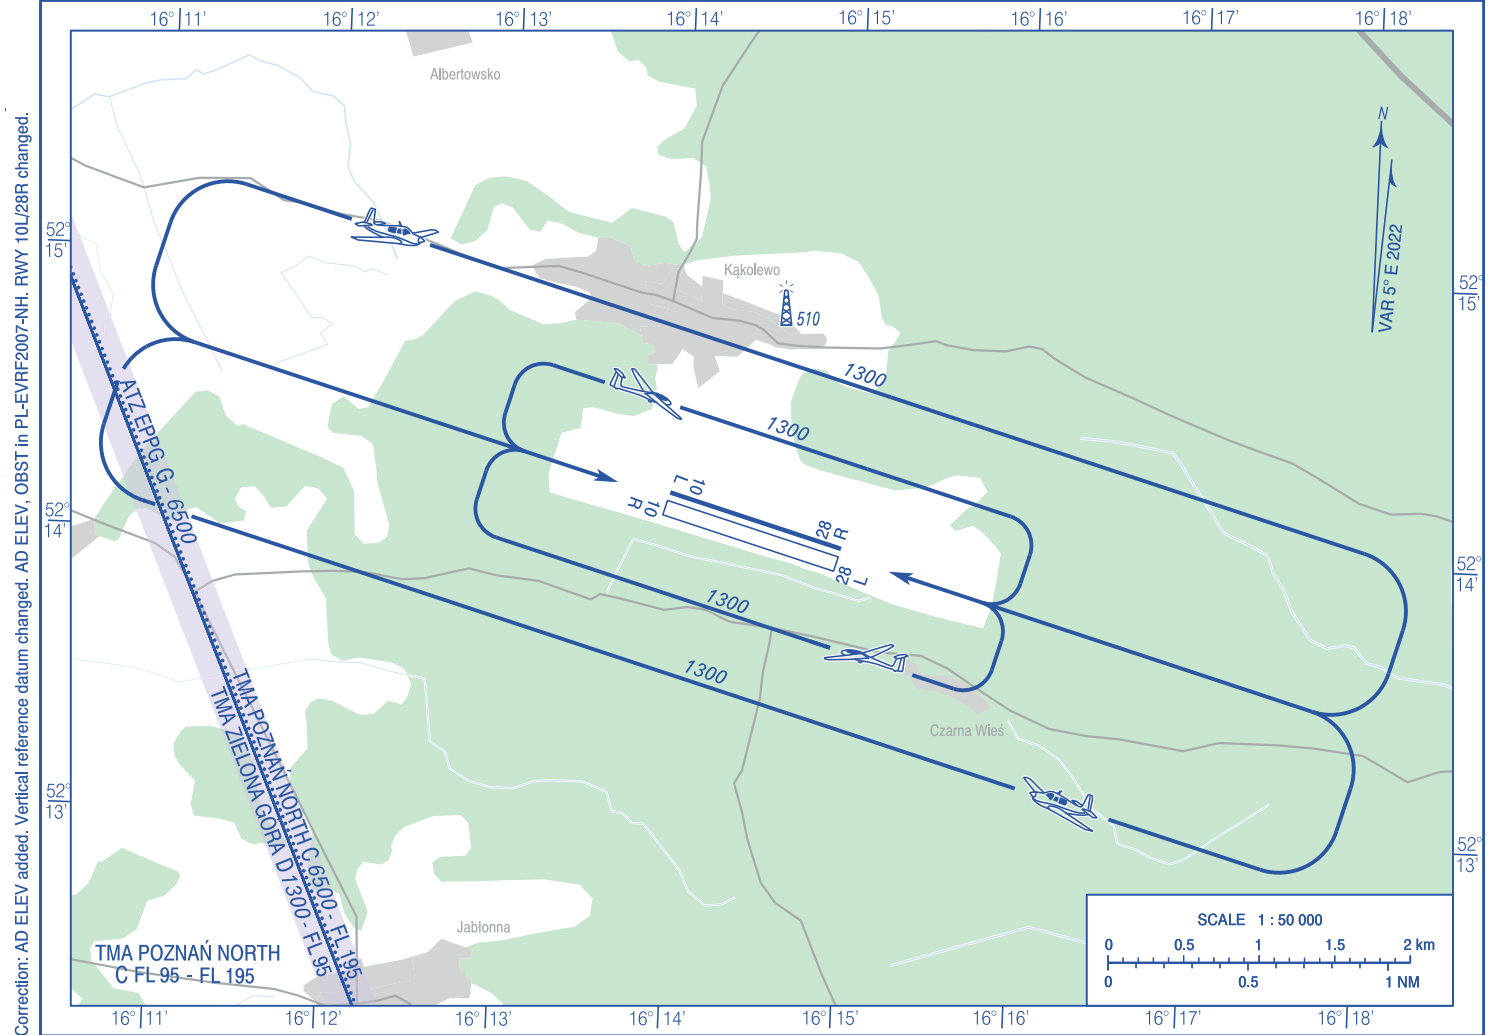 16° 11' 16° 12' 16° 13' 16° 14' 16° 15' 16° 16' 16° 17' 16° 18'
Correction: AD ELEV added. Vertical reference datum changed. AD ELEV, OBST in PL-EVRF2007-NH. RWY 10L/28R changed.
Albertowsko
N
VAR 5° E 2022
52°
15'
52°
15'
Kąkolewo
510
1300
1300
ATZ EPPG G - 6500
10
L
10
R
28
R
28
L
52°
14'
52°
14'
1300
1300
Czarna Wieś
TMA POZNAŃ NORTH C 6500 - FL 195
TMA ZIELONA GÓRA D 1300 - FL 95
52°
13'
52°
13'
Jabłonna
TMA POZNAŃ NORTH
C FL 95 - FL 195
SCALE 1 : 50 000
0 0.5 1 1.5 2 km
0 0.5 1 NM
16° 11' 16° 12' 16° 13' 16° 14' 16° 15' 16° 16' 16° 17' 16° 18'